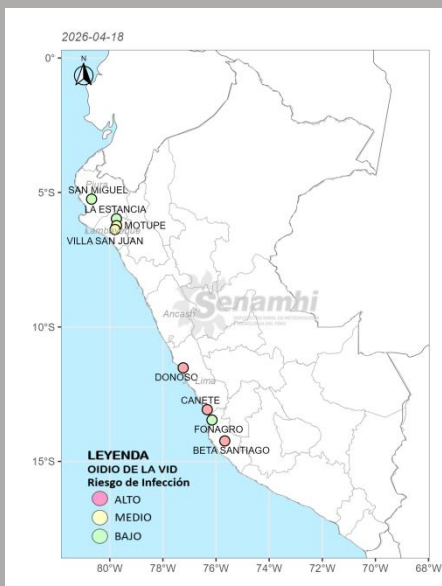 2026-04-18
N
0°
5°S
10°S
15°S
Piura
SAN MIGUEL
LA ESTANCIA
MOTUPE
Lambayeque
VILLA SAN JUAN
Senamhi
Ancash
DONOSO
Lima
CANETE
FONAGRO
BETA SANTIAGO
LEYENDA
OIDIO DE LA VID
Riesgo de Infección
ALTO
MEDIO
BAJO
80°W 78°W 76°W 74°W 72°W 70°W 68°W